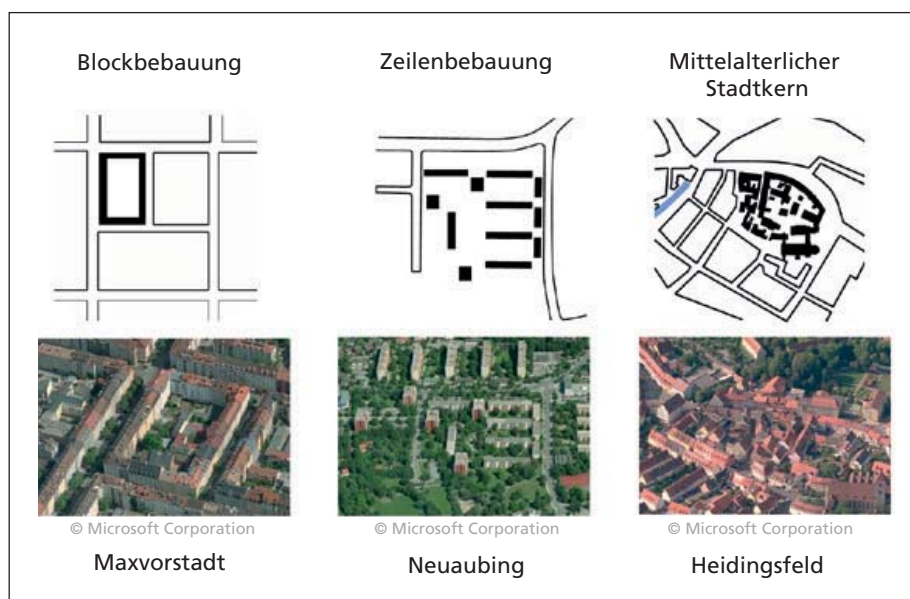 Blockbebauung
Zeilenbebauung
Mittelalterlicher
Stadtkern
© Microsoft Corporation
© Microsoft Corporation
© Microsoft Corporation
Maxvorstadt
Neuaubing
Heidingsfeld